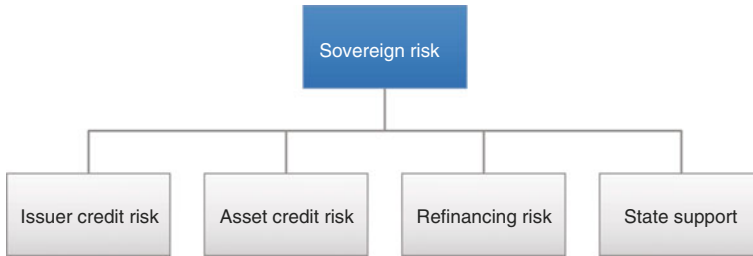 Sovereign risk
Issuer credit risk
Asset credit risk
Refinancing risk
State support